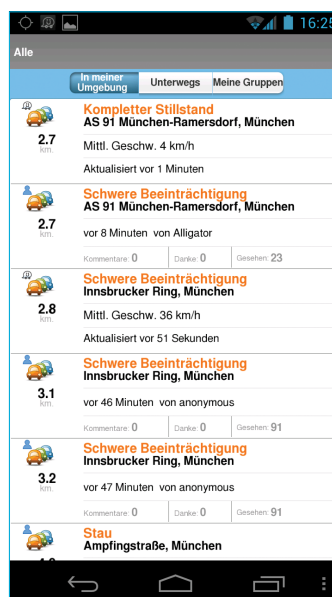 16:25
Alle
In meiner
Umgebung
Unterwegs
Meine Gruppen
Kompletter Stillstand
AS 91 München-Ramersdorf, München
2.7
km.
Mittl. Geschw. 4 km/h
Aktualisiert vor 1 Minuten
Schwere Beeinträchtigung
AS 91 München-Ramersdorf, München
2.7
km.
vor 8 Minuten von Alligator
Kommentare: 0 Danke: 0 Gesehen: 23
Schwere Beeinträchtigung
Innsbrucker Ring, München
2.8
km.
Mittl. Geschw. 36 km/h
Aktualisiert vor 51 Sekunden
Schwere Beeinträchtigung
Innsbrucker Ring, München
3.1
km.
vor 46 Minuten von anonymous
Kommentare: 0 Danke: 0 Gesehen: 91
Schwere Beeinträchtigung
Innsbrucker Ring, München
3.2
km.
vor 47 Minuten von anonymous
Kommentare: 0 Danke: 0 Gesehen: 91
Stau
Ampfingstraße, München